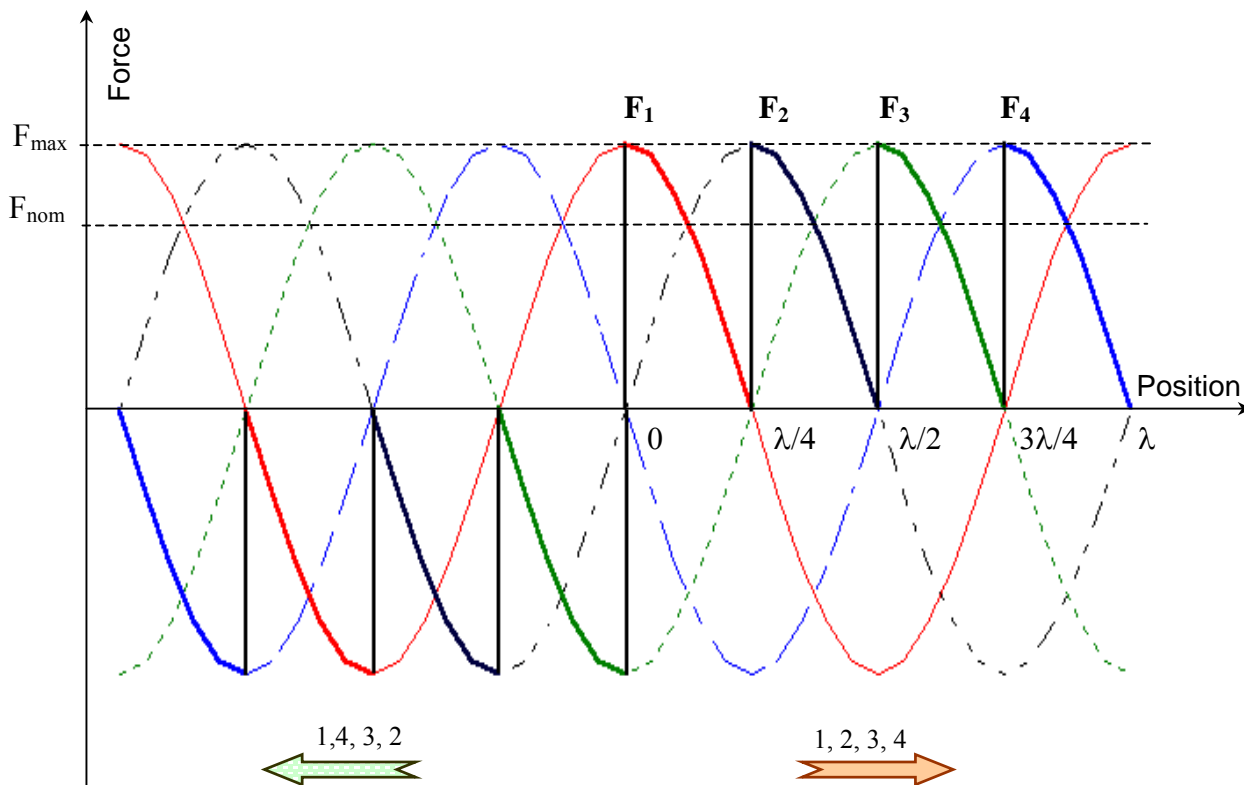 Force
F₁ F₂ F₃ F₄
Fmax
Fnom
Position
0 λ/4 λ/2 3λ/4 λ
1,4, 3, 2
1, 2, 3, 4